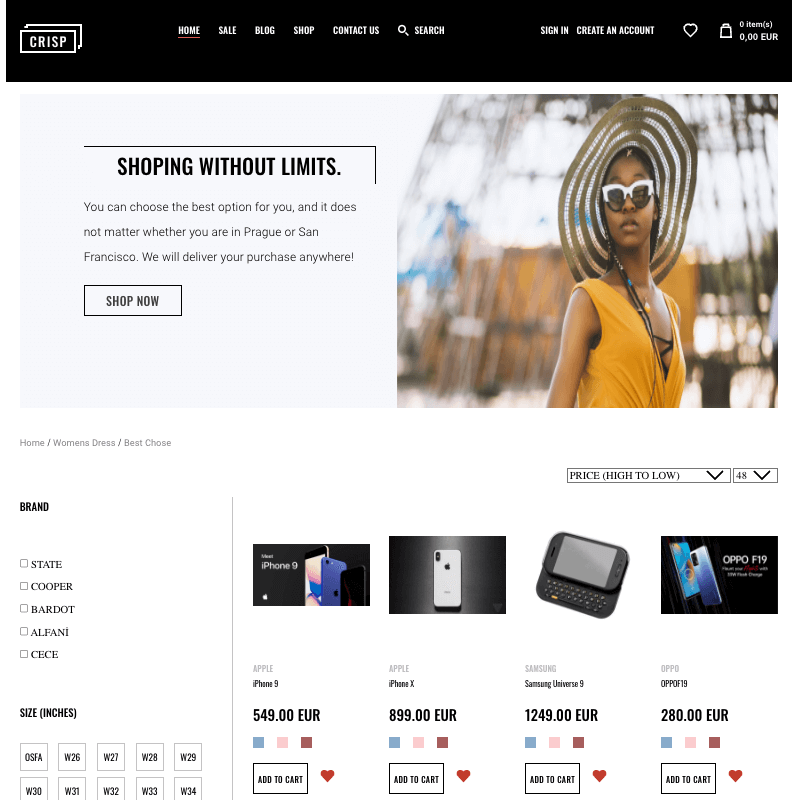 CRISP
HOME SALE BLOG SHOP CONTACT US SEARCH
SIGN IN CREATE AN ACCOUNT
0 item(s)
0,00 EUR
SHOPING WITHOUT LIMITS.
You can choose the best option for you, and it does
not matter whether you are in Prague or San
Francisco. We will deliver your purchase anywhere!
SHOP NOW
Home / Womens Dress / Best Chose
PRICE (HIGH TO LOW) 48
BRAND
STATE
COOPER
BARDOT
ALFANİ
CECE
SIZE (INCHES)
OSFA W26 W27 W28 W29
W30 W31 W32 W33 W34
Meet
iPhone 9
OPPO F19
APPLE APPLE SAMSUNG OPPO
iPhone 9 iPhone X Samsung Universe 9 OPPOF19
549.00 EUR 899.00 EUR 1249.00 EUR 280.00 EUR
ADD TO CART ADD TO CART ADD TO CART ADD TO CART